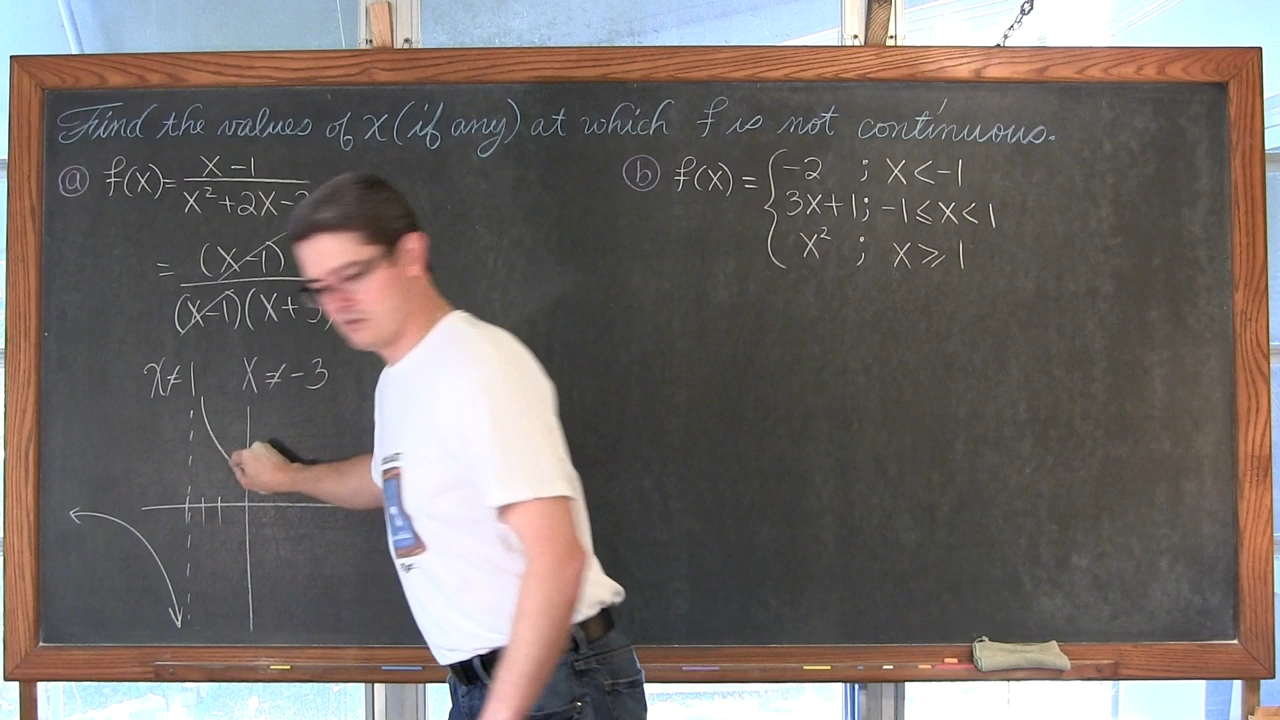 Find the values of x (if any) at which f is not continuous.
ⓐ f(x) = (x - 1) / (x² + 2x -
= (x-1) / (x-1)(x+3
x ≠ 1 x ≠ -3
ⓑ f(x) = { -2 ; x < -1
3x + 1 ; -1 ≤ x < 1
x² ; x ≥ 1